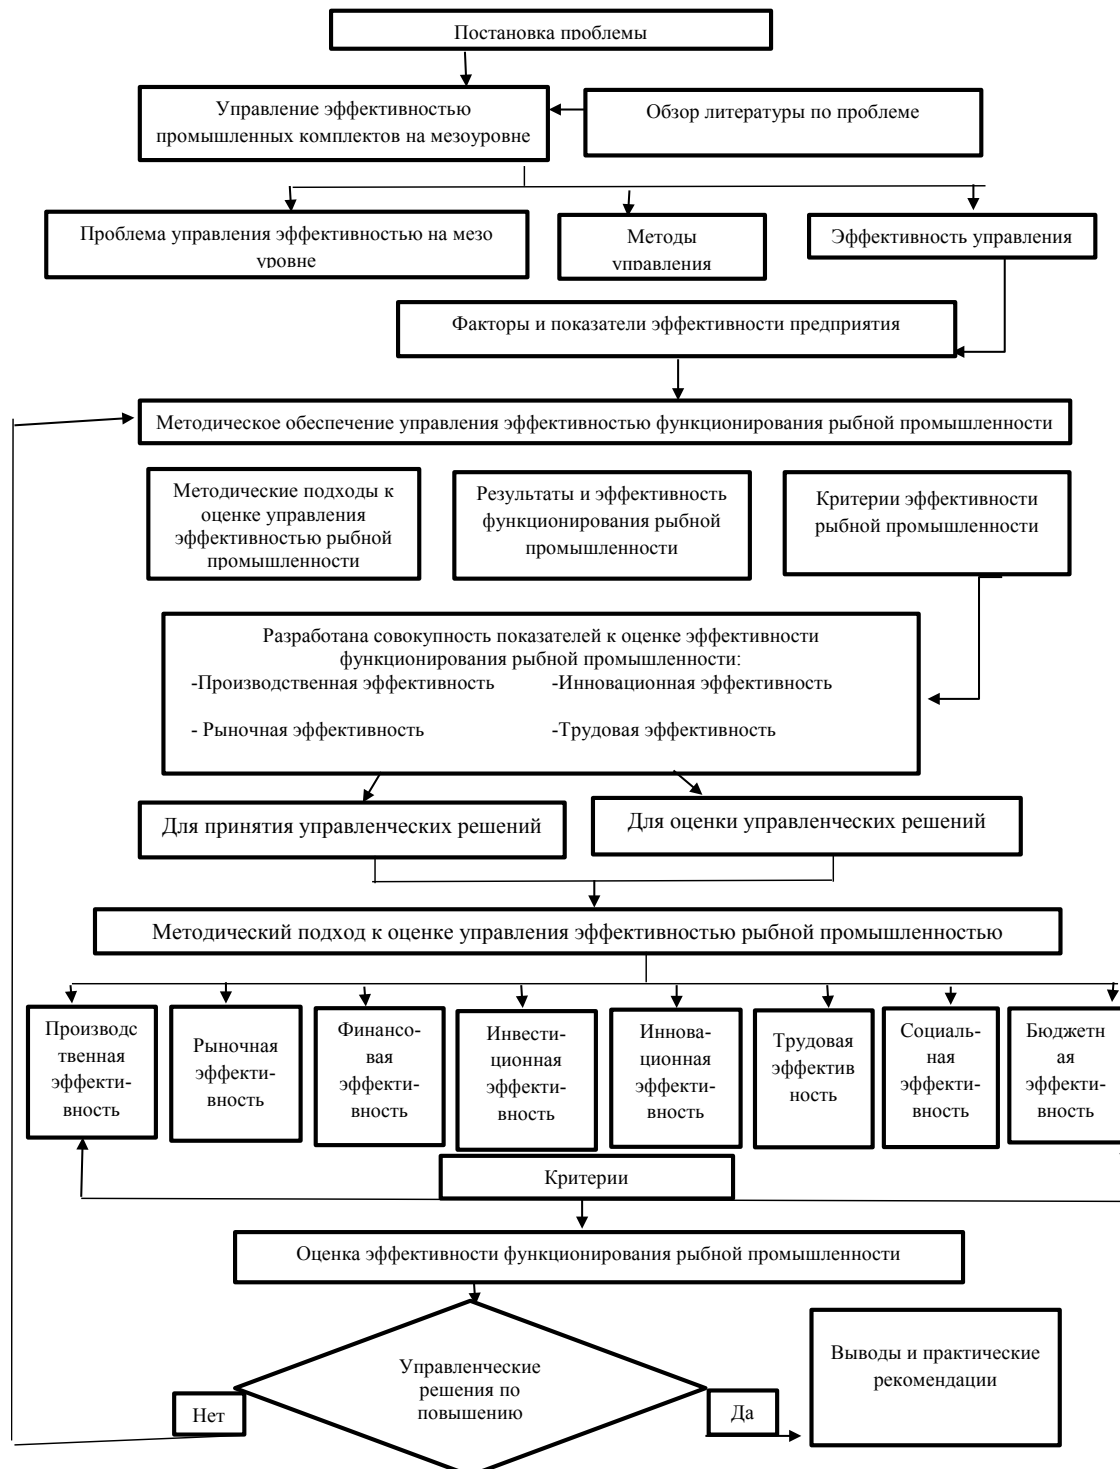 Постановка проблемы
Управление эффективностью
промышленных комплектов на мезоуровне
Обзор литературы по проблеме
Проблема управления эффективностью на мезо
уровне
Методы
управления
Эффективность управления
Факторы и показатели эффективности предприятия
Методическое обеспечение управления эффективностью функционирования рыбной промышленности
Методические подходы к
оценке управления
эффективностью рыбной
промышленности
Результаты и эффективность
функционирования рыбной
промышленности
Критерии эффективности
рыбной промышленности
Разработана совокупность показателей к оценке эффективности
функционирования рыбной промышленности:
-Производственная эффективность -Инновационная эффективность
- Рыночная эффективность -Трудовая эффективность
Для принятия управленческих решений
Для оценки управленческих решений
Методический подход к оценке управления эффективностью рыбной промышленностью
Производс
твенная
эффекти-
вность
Рыночная
эффекти-
вность
Финансо-
вая
эффекти-
вность
Инвести-
ционная
эффекти-
вность
Иннова-
ционная
эффекти-
вность
Трудовая
эффектив
ность
Социаль-
ная
эффекти-
вность
Бюджетн
ая
эффекти-
вность
Критерии
Оценка эффективности функционирования рыбной промышленности
Управленческие
решения по
повышению
Нет
Да
Выводы и практические
рекомендации